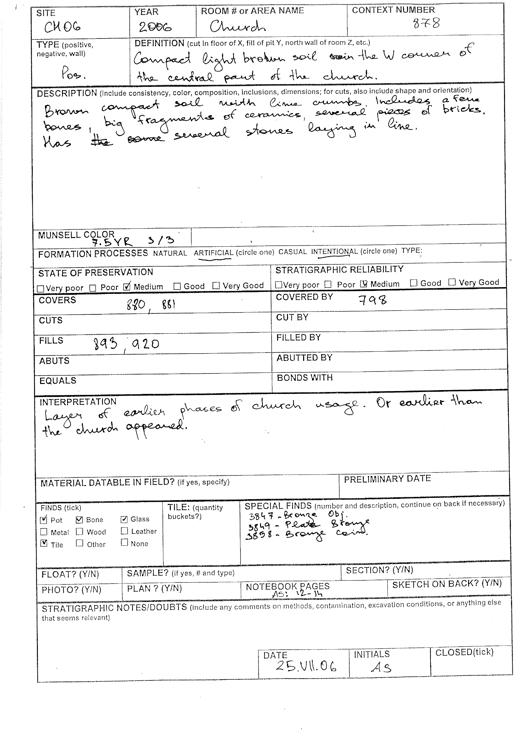 SITE YEAR ROOM # or AREA NAME CONTEXT NUMBER
CH06 2006 Church 878
TYPE (positive, negative, wall) DEFINITION (cut in floor of X, fill of pit Y, north wall of room Z, etc.)
Pos. Compact light brown soil in the W corner of
the central part of the church.
DESCRIPTION (include consistency, color, composition, inclusions, dimensions; for cuts, also include shape and orientation)
Brown compact soil with lime crumbs. Includes a few
bones, big fragments of ceramics, several pieces of bricks.
Has several stones laying in line.
MUNSELL COLOR
7.5YR 3/3
FORMATION PROCESSES NATURAL ARTIFICIAL (circle one) CASUAL INTENTIONAL (circle one) TYPE:
STATE OF PRESERVATION STRATIGRAPHIC RELIABILITY
Very poor Poor Medium Good Very Good Very poor Poor Medium Good Very Good
COVERS 880, 881 COVERED BY 798
CUTS CUT BY
FILLS 893, 920 FILLED BY
ABUTS ABUTTED BY
EQUALS BONDS WITH
INTERPRETATION
Layer of earlier phases of church usage. Or earlier than
the church appeared.
MATERIAL DATABLE IN FIELD? (if yes, specify) PRELIMINARY DATE
FINDS (tick) TILE: (quantity buckets?) SPECIAL FINDS (number and description, continue on back if necessary)
Pot Bone Glass 3847 - Bronze Obj.
Metal Wood Leather 3849 - Plate Bronze
Tile Other None - Bronze Coin.
FLOAT? (Y/N) SAMPLE? (if yes, # and type) SECTION? (Y/N)
PHOTO? (Y/N) PLAN? (Y/N) NOTEBOOK PAGES SKETCH ON BACK? (Y/N)
AS: 12-14
STRATIGRAPHIC NOTES/DOUBTS (Include any comments on methods, contamination, excavation conditions, or anything else
that seems relevant)
DATE INITIALS CLOSED(tick)
25.VII.06 AS